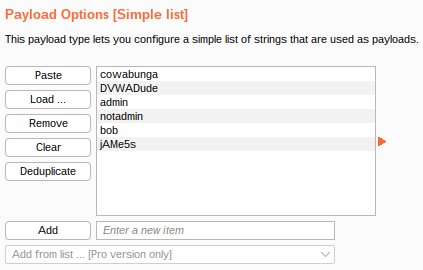 Payload Options [Simple list]
This payload type lets you configure a simple list of strings that are used as payloads.
Paste
Load ...
Remove
Clear
Deduplicate
cowabunga
DVWADude
admin
notadmin
bob
jAMe5s
Add
Enter a new item
Add from list ... [Pro version only]